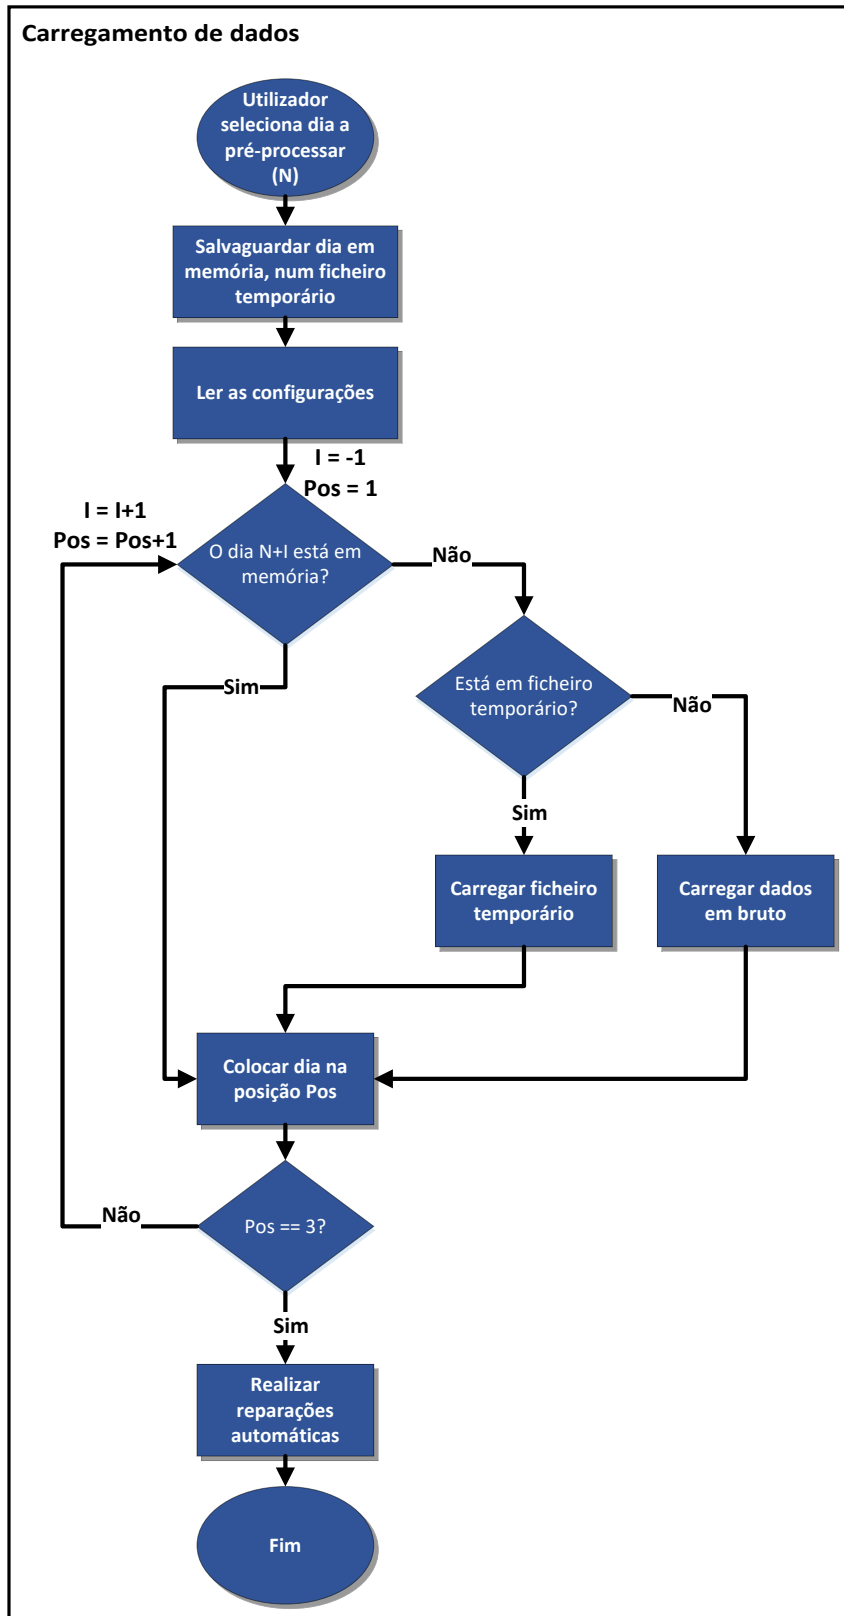 Carregamento de dados
Utilizador
seleciona dia a
pré-processar
(N)
Salvaguardar dia em
memória, num ficheiro
temporário
Ler as configurações
I = -1
Pos = 1
I = I+1
Pos = Pos+1
O dia N+I está em
memória?
Não
Sim
Está em ficheiro
temporário?
Não
Sim
Carregar ficheiro
temporário
Carregar dados
em bruto
Colocar dia na
posição Pos
Pos == 3?
Não
Sim
Realizar
reparações
automáticas
Fim